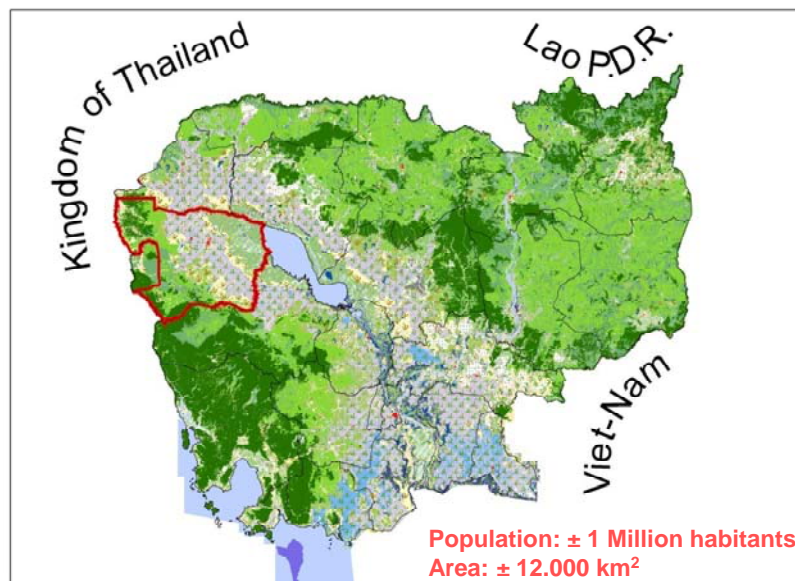 Kingdom of Thailand
Lao P.D.R.
Viet-Nam
Population: ± 1 Million habitants
Area: ± 12.000 km²